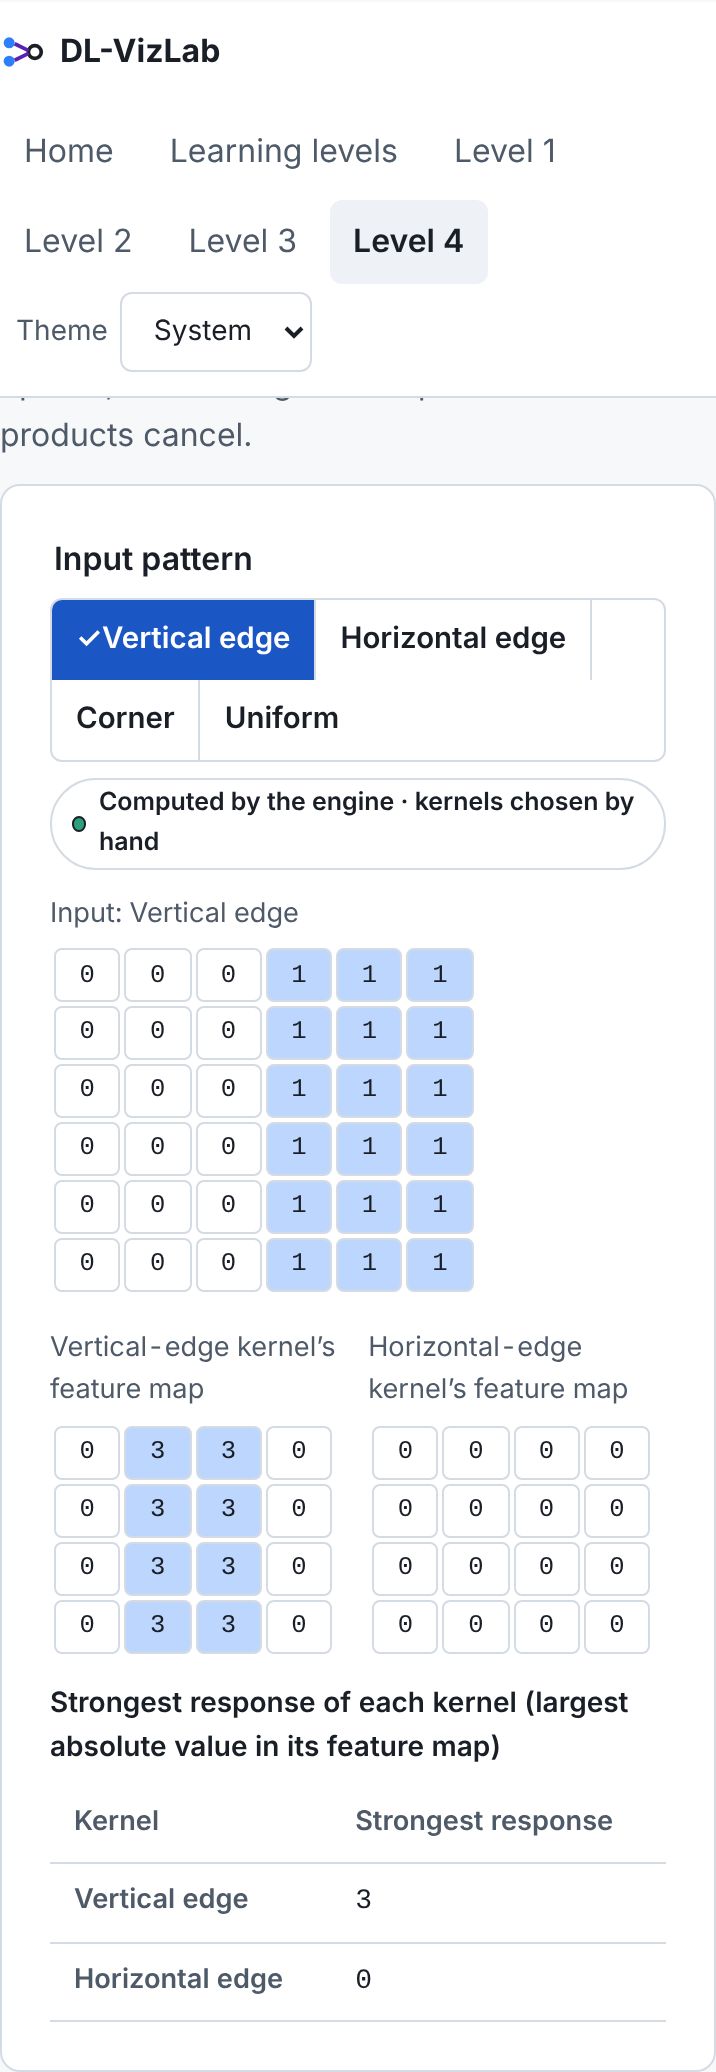 DL-VizLab
Home Learning levels Level 1
Level 2 Level 3 Level 4
Theme System
products cancel.
Input pattern
✓Vertical edge Horizontal edge
Corner Uniform
Computed by the engine · kernels chosen by
hand
Input: Vertical edge
0 0 0 1 1 1
0 0 0 1 1 1
0 0 0 1 1 1
0 0 0 1 1 1
0 0 0 1 1 1
0 0 0 1 1 1
Vertical-edge kernel’s
feature map
Horizontal-edge
kernel’s feature map
0 3 3 0 0 0 0 0
0 3 3 0 0 0 0 0
0 3 3 0 0 0 0 0
0 3 3 0 0 0 0 0
Strongest response of each kernel (largest
absolute value in its feature map)
Kernel Strongest response
Vertical edge 3
Horizontal edge 0